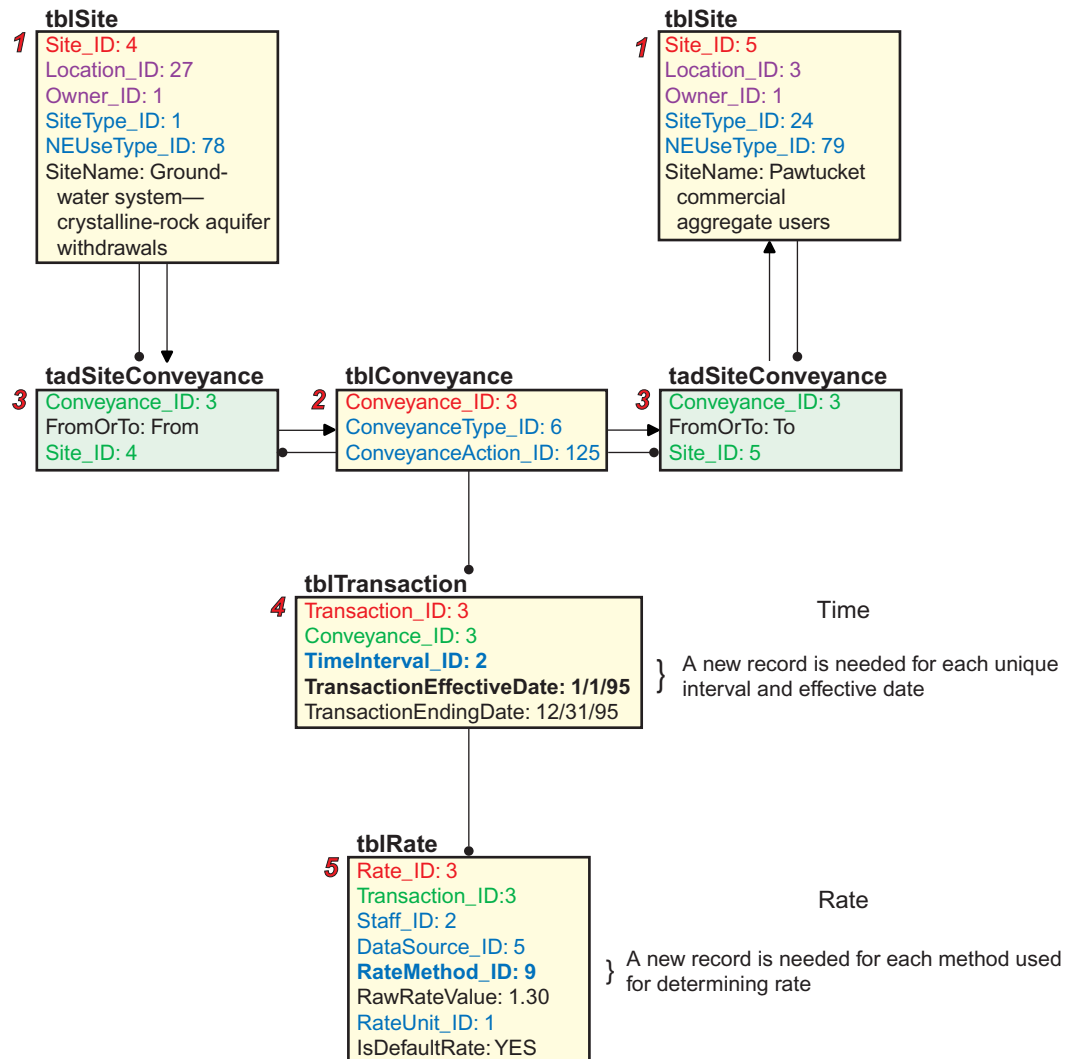 tblSite
1
Site_ID: 4
Location_ID: 27
Owner_ID: 1
SiteType_ID: 1
NEUseType_ID: 78
SiteName: Ground-
water system—
crystalline-rock aquifer
withdrawals
tblSite
1
Site_ID: 5
Location_ID: 3
Owner_ID: 1
SiteType_ID: 24
NEUseType_ID: 79
SiteName: Pawtucket
commercial
aggregate users
tadSiteConveyance
3
Conveyance_ID: 3
FromOrTo: From
Site_ID: 4
tblConveyance
2
Conveyance_ID: 3
ConveyanceType_ID: 6
ConveyanceAction_ID: 125
tadSiteConveyance
3
Conveyance_ID: 3
FromOrTo: To
Site_ID: 5
tblTransaction
4
Transaction_ID: 3
Conveyance_ID: 3
TimeInterval_ID: 2
TransactionEffectiveDate: 1/1/95
TransactionEndingDate: 12/31/95
Time
} A new record is needed for each unique
interval and effective date
tblRate
5
Rate_ID: 3
Transaction_ID:3
Staff_ID: 2
DataSource_ID: 5
RateMethod_ID: 9
RawRateValue: 1.30
RateUnit_ID: 1
IsDefaultRate: YES
Rate
} A new record is needed for each method used
for determining rate